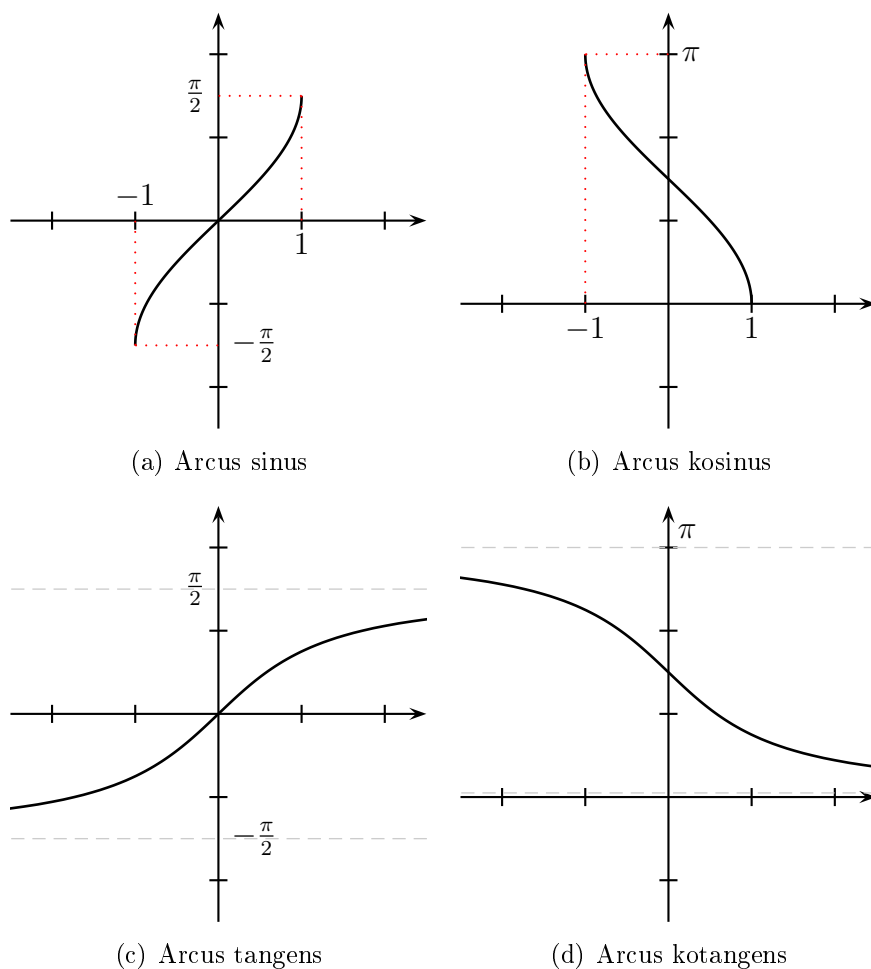 π/2
−1
1
−π/2
(a) Arcus sinus
π
−1
1
(b) Arcus kosinus
π/2
−π/2
(c) Arcus tangens
π
(d) Arcus kotangens